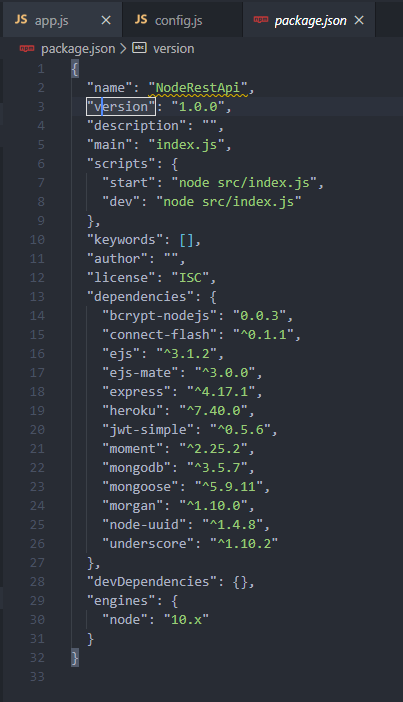 JS app.js × JS config.js package.json ×
package.json > abc version
1 {
2 "name": "NodeRestApi",
3 "version": "1.0.0",
4 "description": "",
5 "main": "index.js",
6 "scripts": {
7 "start": "node src/index.js",
8 "dev": "node src/index.js"
9 },
10 "keywords": [],
11 "author": "",
12 "license": "ISC",
13 "dependencies": {
14 "bcrypt-nodejs": "0.0.3",
15 "connect-flash": "^0.1.1",
16 "ejs": "^3.1.2",
17 "ejs-mate": "^3.0.0",
18 "express": "^4.17.1",
19 "heroku": "^7.40.0",
20 "jwt-simple": "^0.5.6",
21 "moment": "^2.25.2",
22 "mongodb": "^3.5.7",
23 "mongoose": "^5.9.11",
24 "morgan": "^1.10.0",
25 "node-uuid": "^1.4.8",
26 "underscore": "^1.10.2"
27 },
28 "devDependencies": {},
29 "engines": {
30 "node": "10.x"
31 }
32 }
33